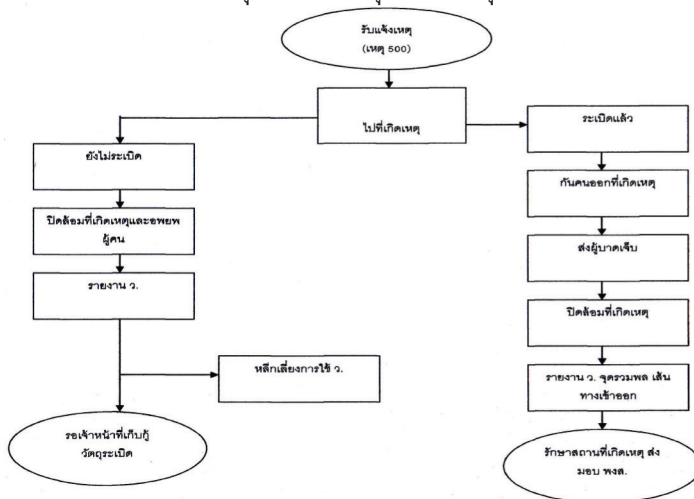 รับแจ้งเหตุ
(เหตุ 500)
ไปที่เกิดเหตุ
ยังไม่ระเบิด
ปิดล้อมที่เกิดเหตุและอพยพ
ผู้คน
รายงาน ว.
หลีกเลี่ยงการใช้ ว.
รอเจ้าหน้าที่เก็บกู้
วัตถุระเบิด
ระเบิดแล้ว
กันคนออกที่เกิดเหตุ
ส่งผู้บาดเจ็บ
ปิดล้อมที่เกิดเหตุ
รายงาน ว. จุดรวมพล เส้น
ทางเข้าออก
รักษาสถานที่เกิดเหตุ ส่ง
มอบ พงส.